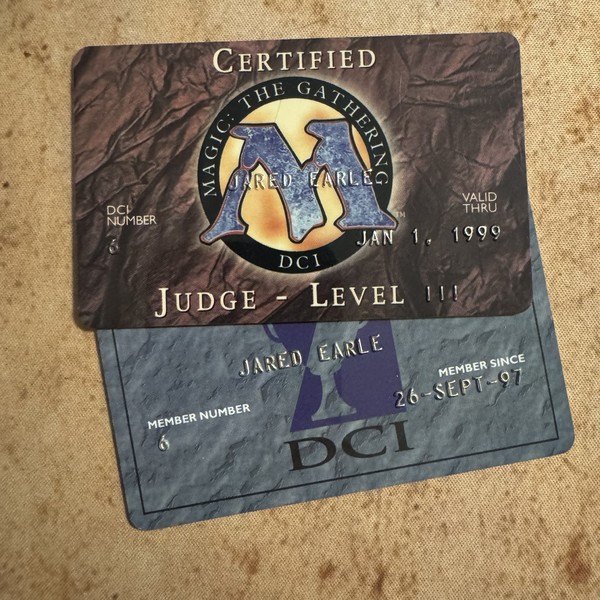 CERTIFIED
MAGIC: THE GATHERING
M
JARED EARLE
DCI NUMBER
6
VALID THRU
JAN 1, 1999
TM
DCI
JUDGE - LEVEL III
JARED EARLE
MEMBER SINCE
26-SEPT-97
MEMBER NUMBER
6
DCI